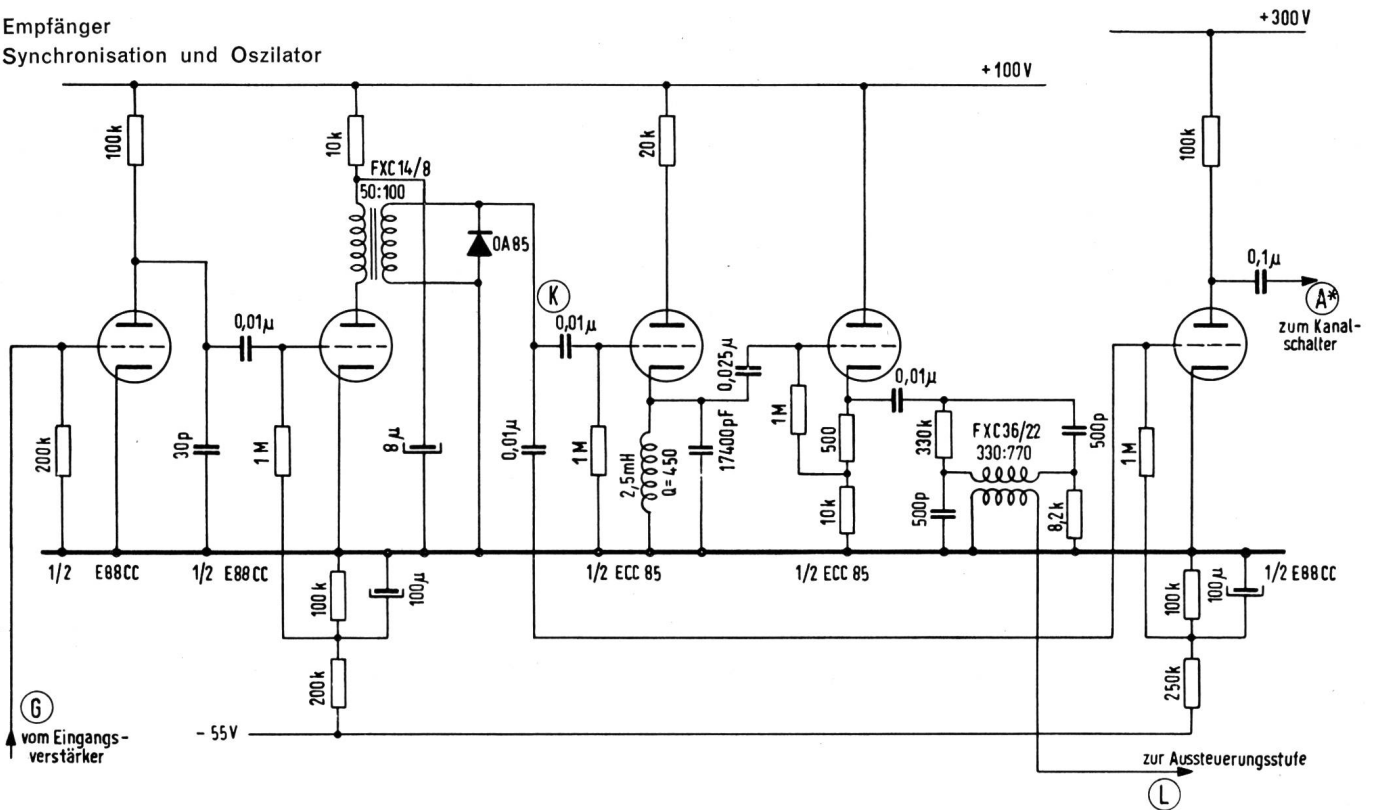 Empfänger
Synchronisation und Oszilator
+300V
+100V
100k
10k
FXC14/8
50:100
OA85
20k
100k
0,1µ
A*
zum Kanal-
schalter
K
0,01µ
0,01µ
0,025µ
0,01µ
200k
30p
1M
8µ
0,01µ
1M
2,5mH
Q=450
17400pF
1M
500
10k
330k
FXC36/22
330:770
500p
500p
8,2k
1M
1/2 E88CC
1/2 E88CC
1/2 ECC 85
1/2 ECC 85
1/2 E88CC
100k
100µ
200k
100k
100µ
250k
G
vom Eingangs-
verstärker
- 55V
zur Aussteuerungsstufe
L